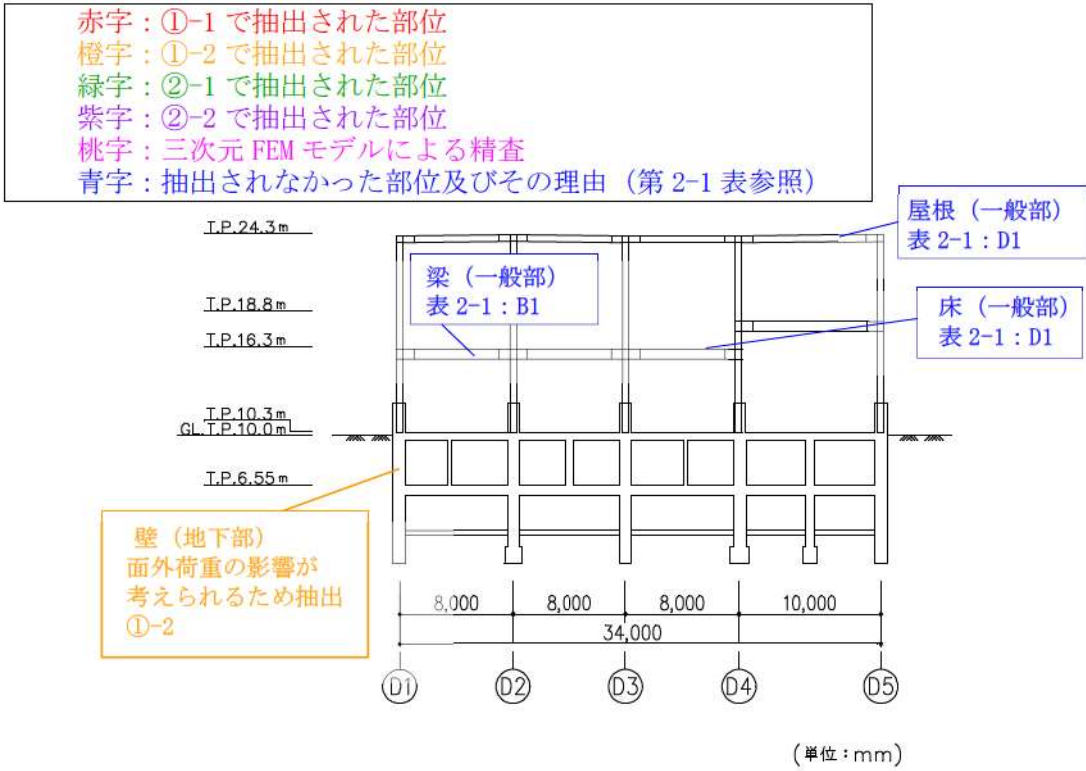 赤字：①-1 で抽出された部位
橙字：①-2 で抽出された部位
緑字：②-1 で抽出された部位
紫字：②-2 で抽出された部位
桃字：三次元 FEM モデルによる精査
青字：抽出されなかった部位及びその理由（第 2-1 表参照）
屋根（一般部）
表 2-1：D1
T.P.24.3m
梁（一般部）
表 2-1：B1
T.P.18.8m
床（一般部）
表 2-1：D1
T.P.16.3m
T.P.10.3m
GL.T.P.10.0m
T.P.6.55m
壁（地下部）
面外荷重の影響が
考えられるため抽出
①-2
8,000 8,000 8,000 10,000
34,000
D1 D2 D3 D4 D5
(単位：mm)